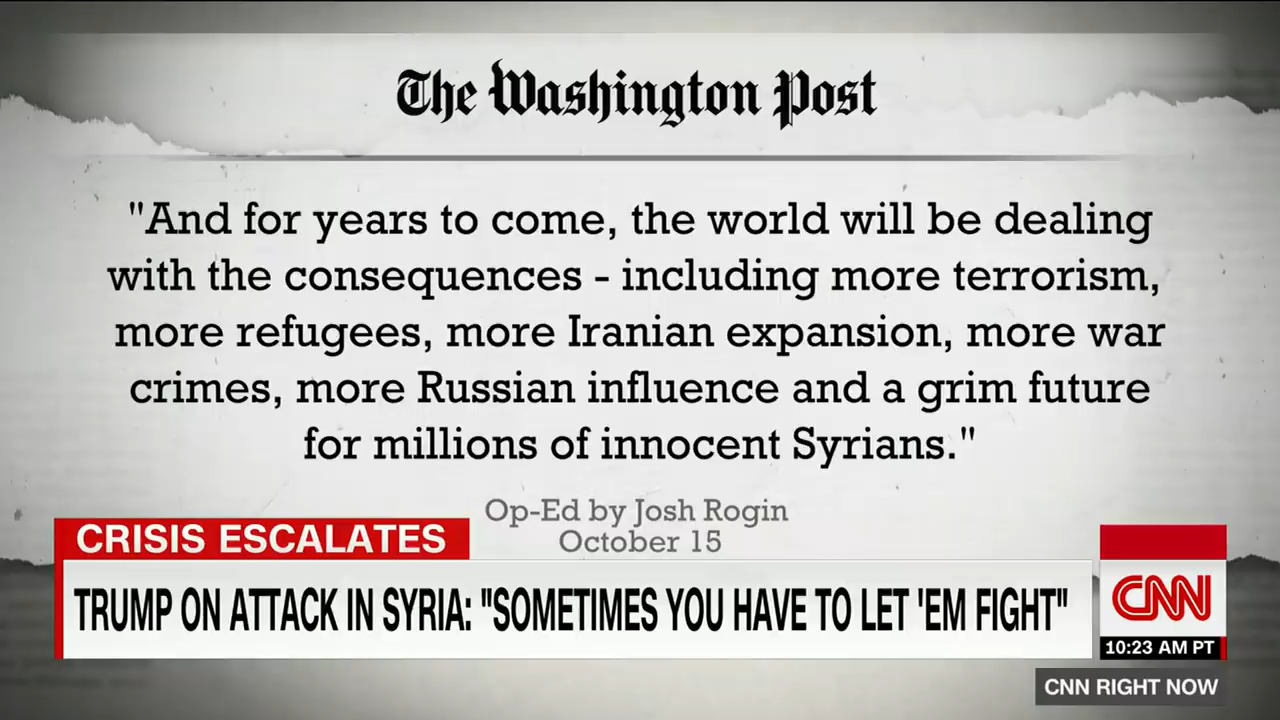 The Washington Post
"And for years to come, the world will be dealing
with the consequences - including more terrorism,
more refugees, more Iranian expansion, more war
crimes, more Russian influence and a grim future
for millions of innocent Syrians."
Op-Ed by Josh Rogin
October 15
CRISIS ESCALATES
TRUMP ON ATTACK IN SYRIA: "SOMETIMES YOU HAVE TO LET 'EM FIGHT"
CNN
10:23 AM PT
CNN RIGHT NOW